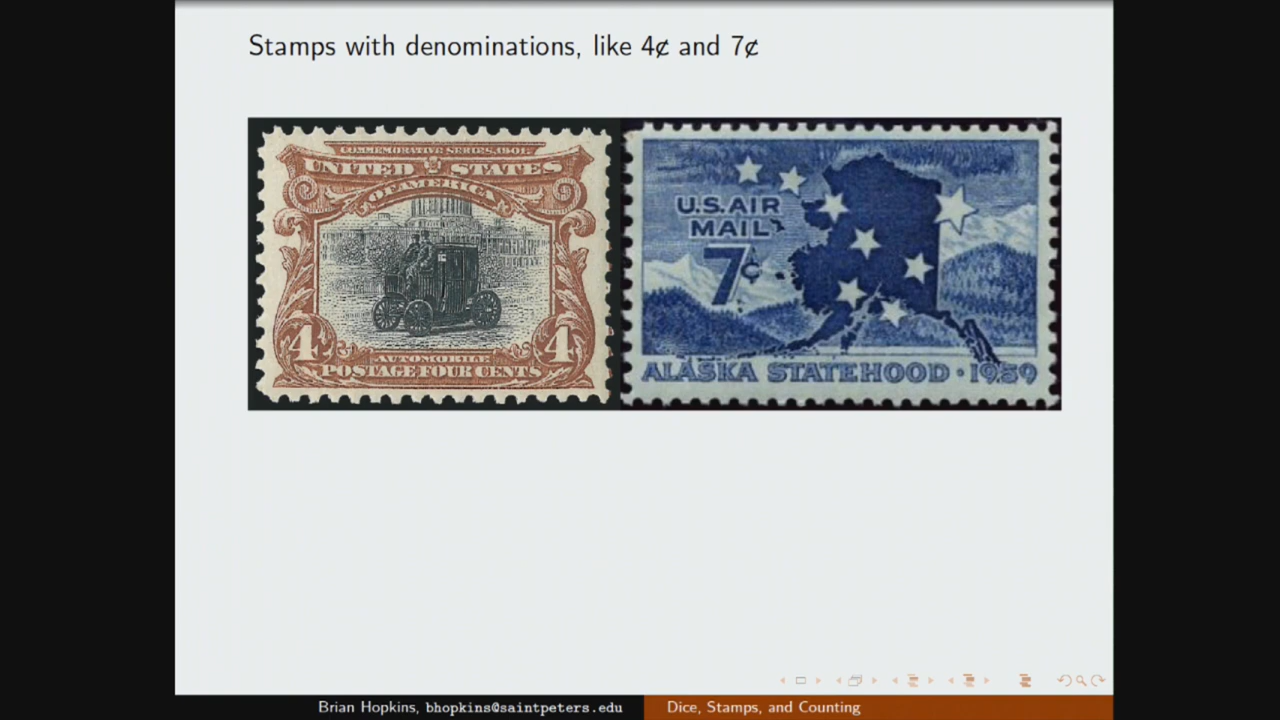 Stamps with denominations, like 4¢ and 7¢
COMMEMORATIVE SERIES, 1901.
UNITED STATES
OF AMERICA
4 4
AUTOMOBILE
POSTAGE FOUR CENTS
U.S. AIR
MAIL
7¢
ALASKA STATEHOOD · 1959
Brian Hopkins, bhopkins@saintpeters.edu
Dice, Stamps, and Counting